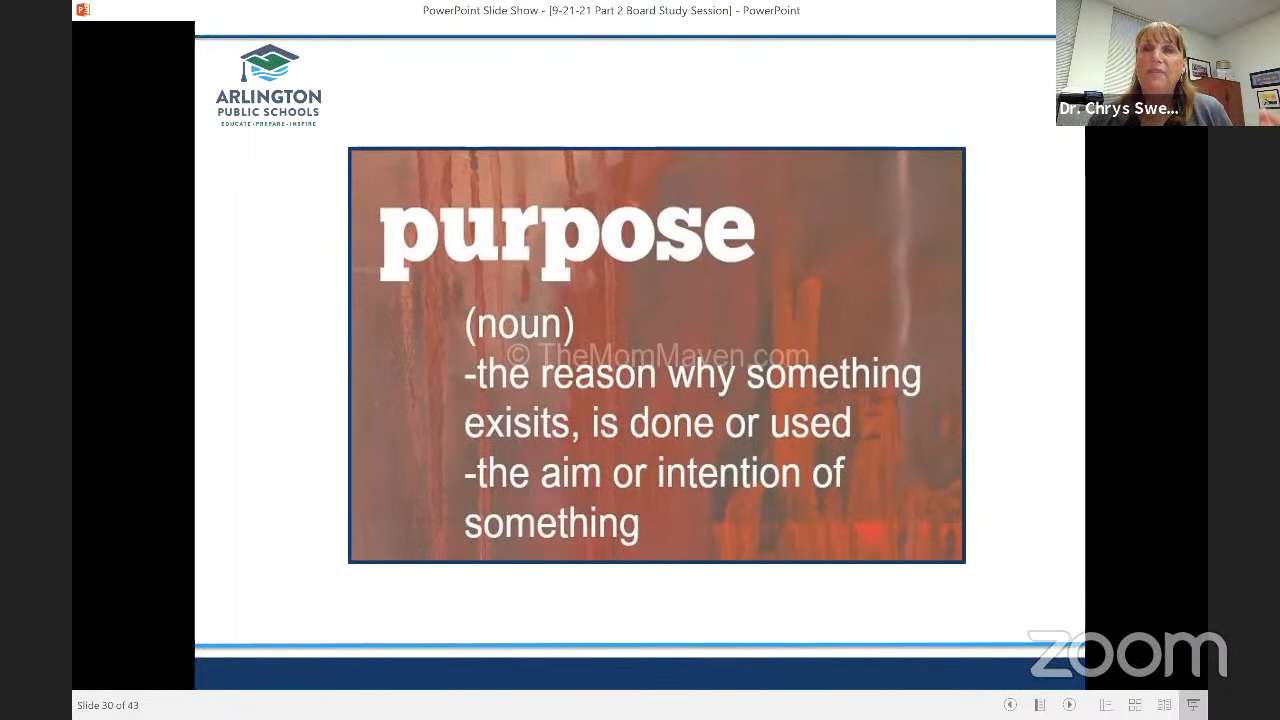 PowerPoint Slide Show - [9-21-21 Part 2 Board Study Session] - PowerPoint
ARLINGTON
PUBLIC SCHOOLS
EDUCATE • PREPARE • INSPIRE
Dr. Chrys Swe...
purpose
(noun)
© TheMomMaven.com
-the reason why something
exisits, is done or used
-the aim or intention of
something
zoom
Slide 30 of 43